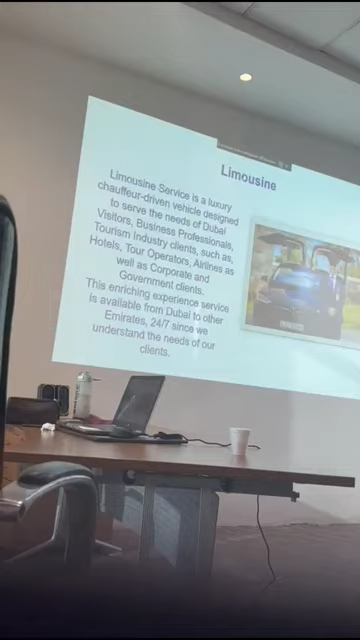 Limousine
Limousine Service is a luxury
chauffeur-driven vehicle designed
to serve the needs of Dubai
Visitors, Business Professionals,
Tourism Industry clients, such as,
Hotels, Tour Operators, Airlines as
well as Corporate and
Government clients.
This enriching experience service
is available from Dubai to other
Emirates, 24/7 since we
understand the needs of our
clients.